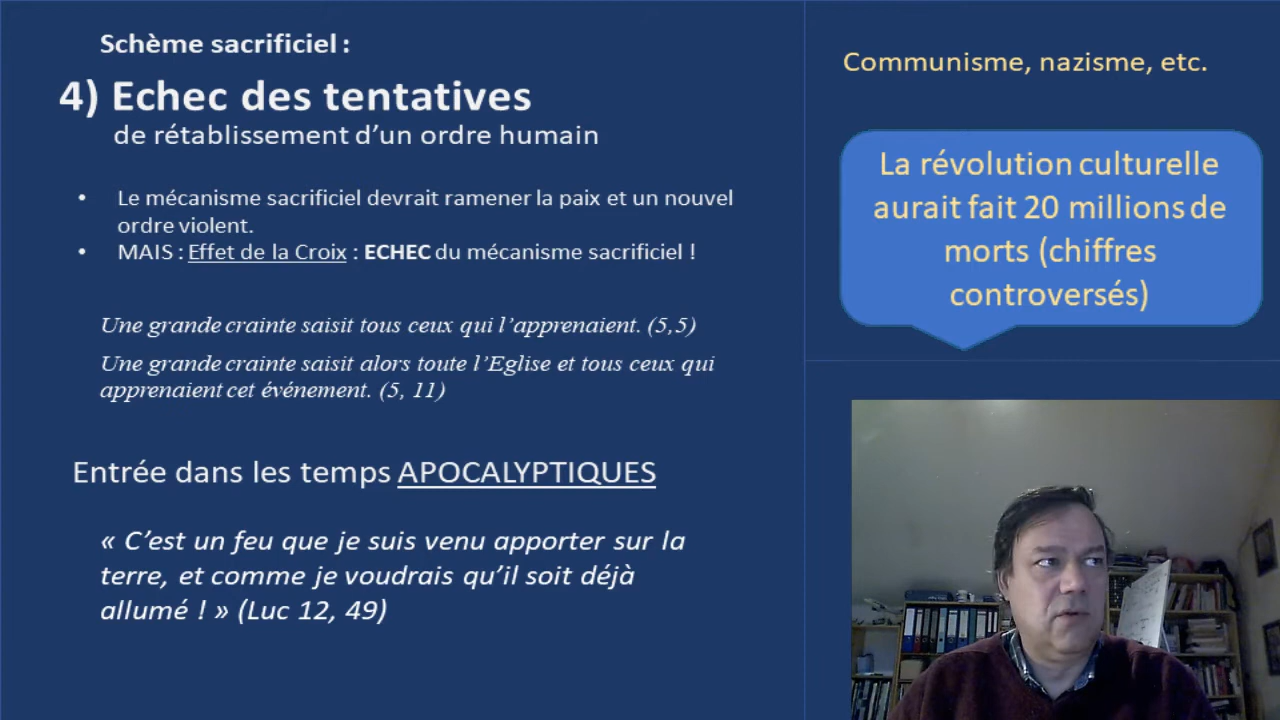 Schème sacrificiel :
4) Echec des tentatives
de rétablissement d’un ordre humain
• Le mécanisme sacrificiel devrait ramener la paix et un nouvel
ordre violent.
• MAIS : Effet de la Croix : ECHEC du mécanisme sacrificiel !
Une grande crainte saisit tous ceux qui l’apprenaient. (5,5)
Une grande crainte saisit alors toute l’Eglise et tous ceux qui
apprenaient cet événement. (5, 11)
Entrée dans les temps APOCALYPTIQUES
« C’est un feu que je suis venu apporter sur la
terre, et comme je voudrais qu’il soit déjà
allumé ! » (Luc 12, 49)
Communisme, nazisme, etc.
La révolution culturelle
aurait fait 20 millions de
morts (chiffres
controversés)